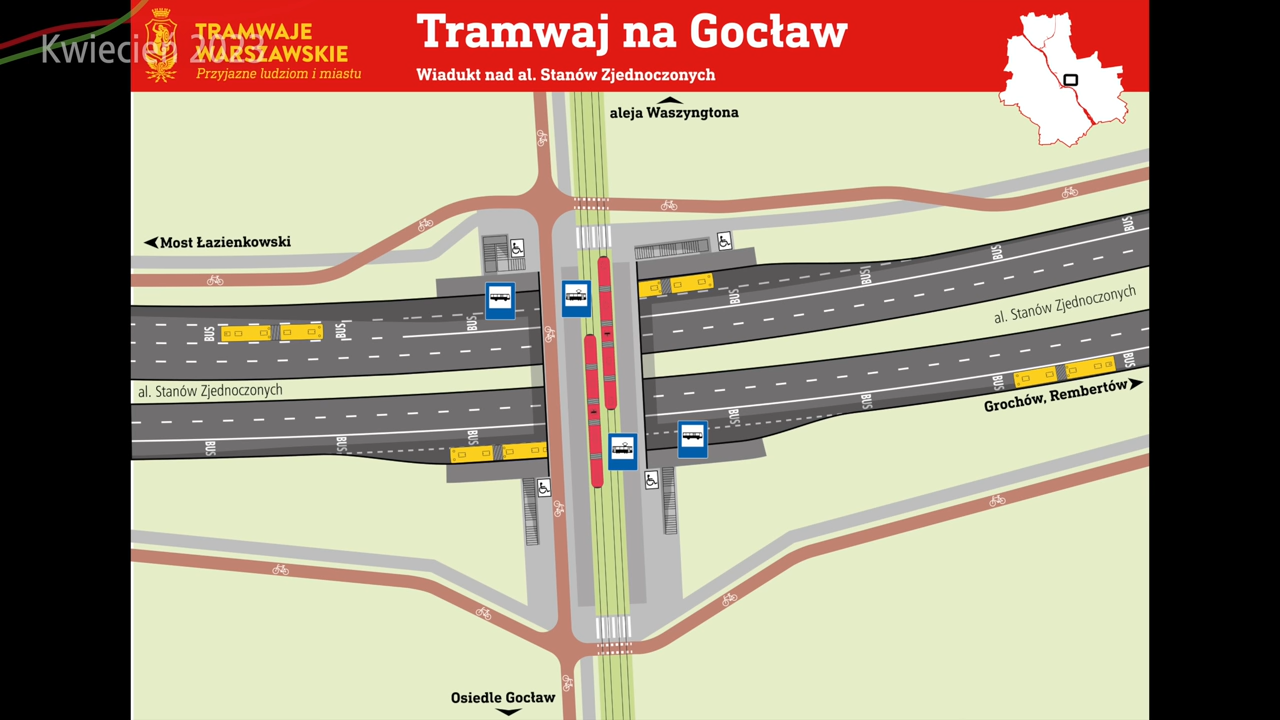 Kwiecień 2023
TRAMWAJE
WARSZAWSKIE
Przyjazne ludziom i miastu
Tramwaj na Gocław
Wiadukt nad al. Stanów Zjednoczonych
aleja Waszyngtona
Most Łazienkowski
BUS
BUS
BUS
BUS
BUS
BUS
BUS
al. Stanów Zjednoczonych
al. Stanów Zjednoczonych
BUS
BUS
BUS
BUS
BUS
BUS
BUS
Grochów, Rembertów
Osiedle Gocław